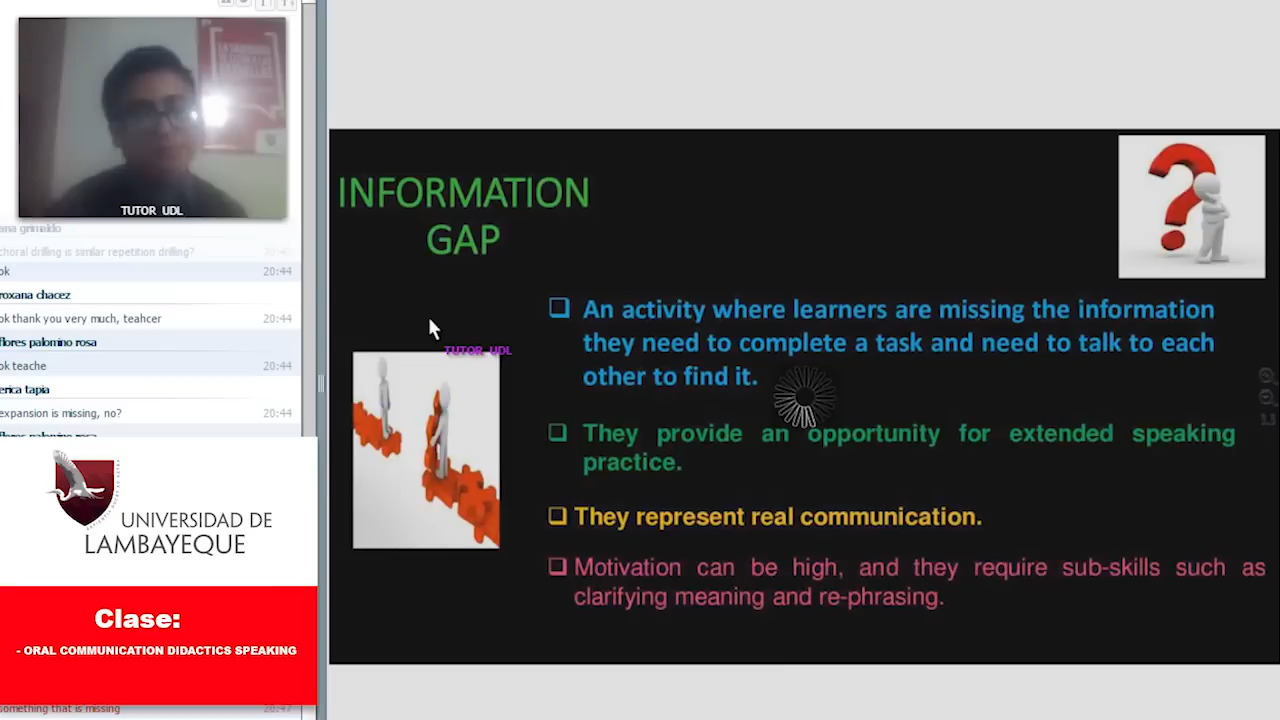 TUTOR UDL
ana grimaldo
choral drilling is similar repetition drilling?
ok 20:44
roxana chacez
ok thank you very much, teahcer 20:44
flores palomino rosa
ok teache 20:44
erica tapia
expansion is missing, no? 20:44
flores palomino rosa
UNIVERSIDAD DE
LAMBAYEQUE
Clase:
- ORAL COMMUNICATION DIDACTICS SPEAKING
something that is missing
INFORMATION
GAP
TUTOR UDL
An activity where learners are missing the information
they need to complete a task and need to talk to each
other to find it.
They provide an opportunity for extended speaking
practice.
They represent real communication.
Motivation can be high, and they require sub-skills such as
clarifying meaning and re-phrasing.